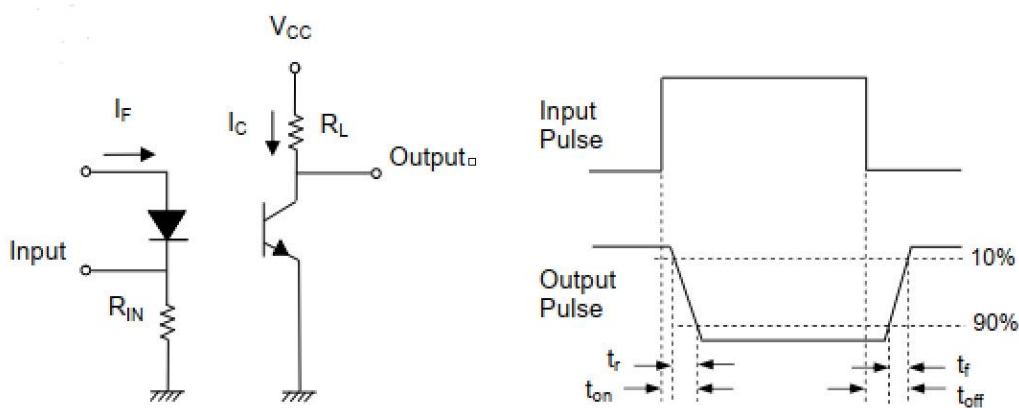 VCC
IF
IC
RL
Output
Input
RIN
Input
Pulse
Output
Pulse
10%
90%
tr
tf
ton
toff